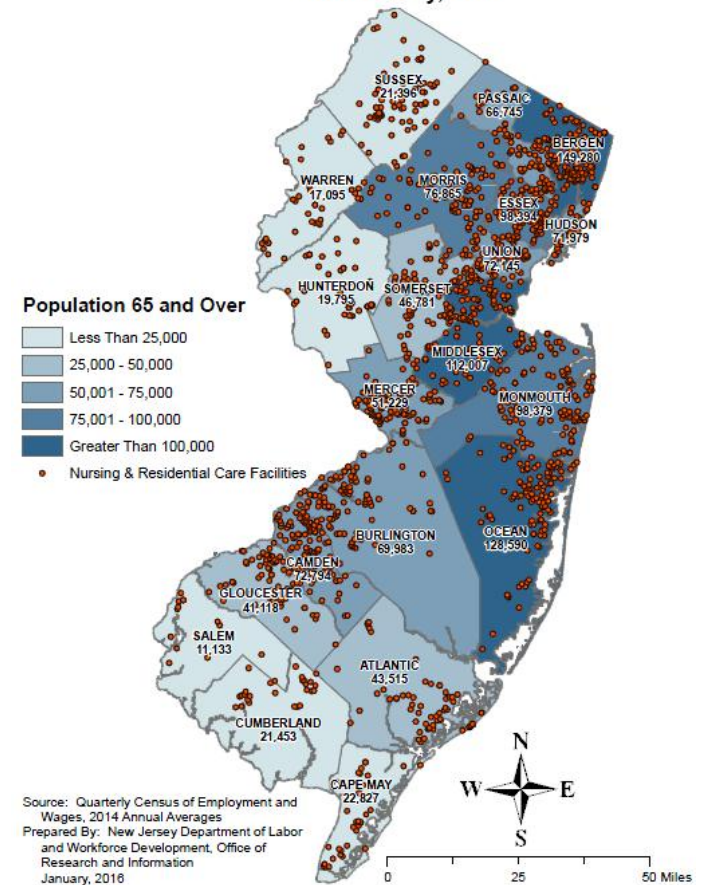 SUSSEX
21,396
PASSAIC
66,745
BERGEN
149,280
WARREN
17,095
MORRIS
76,865
ESSEX
98,394
HUDSON
71,979
UNION
72,145
HUNTERDON
19,795
SOMERSET
46,781
Population 65 and Over
Less Than 25,000
25,000 - 50,000
50,001 - 75,000
75,001 - 100,000
Greater Than 100,000
Nursing & Residential Care Facilities
MIDDLESEX
112,007
MERCER
51,229
MONMOUTH
98,379
BURLINGTON
69,983
OCEAN
128,590
CAMDEN
72,794
GLOUCESTER
41,118
SALEM
11,133
ATLANTIC
43,515
CUMBERLAND
21,453
CAPE MAY
22,827
N
W E
S
Source: Quarterly Census of Employment and
Wages, 2014 Annual Averages
Prepared By: New Jersey Department of Labor
and Workforce Development, Office of
Research and Information
January, 2016
0 25 50 Miles